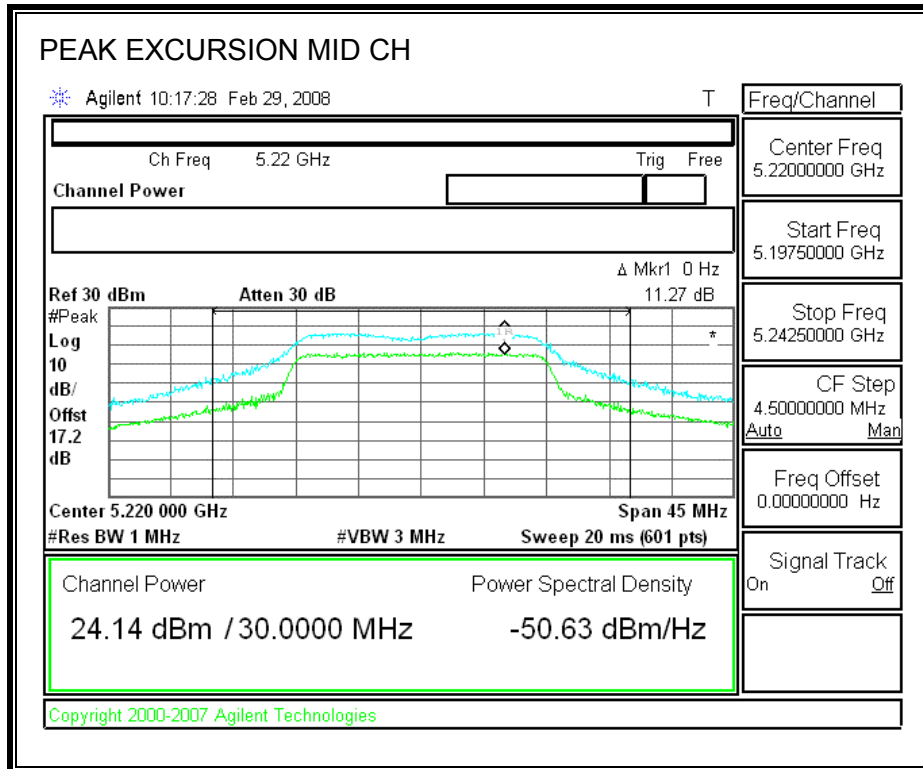 PEAK EXCURSION MID CH
Agilent 10:17:28 Feb 29, 2008 T
Freq/Channel
Ch Freq 5.22 GHz Trig Free
Channel Power
Center Freq
5.22000000 GHz
Start Freq
5.19750000 GHz
Δ Mkr1 0 Hz
Ref 30 dBm Atten 30 dB 11.27 dB
#Peak
Log
10
dB/
Offst
17.2
dB
1R
*
Stop Freq
5.24250000 GHz
CF Step
4.50000000 MHz
Auto Man
Freq Offset
0.00000000 Hz
Center 5.220 000 GHz Span 45 MHz
#Res BW 1 MHz #VBW 3 MHz Sweep 20 ms (601 pts)
Signal Track
On Off
Channel Power Power Spectral Density
24.14 dBm / 30.0000 MHz -50.63 dBm/Hz
Copyright 2000-2007 Agilent Technologies